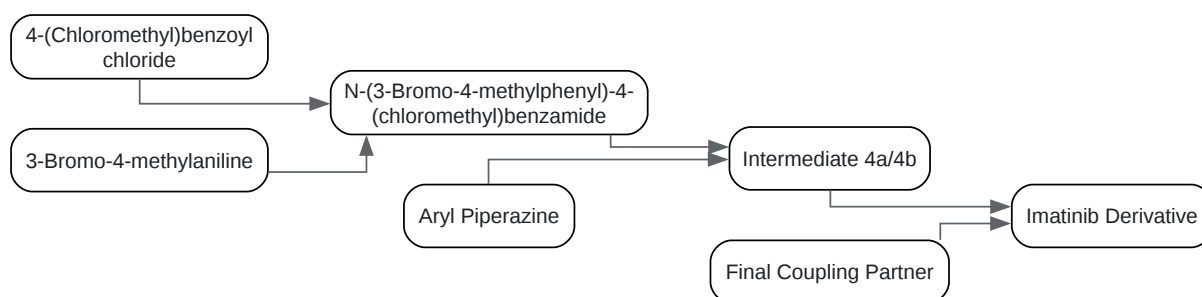 4-(Chloromethyl)benzoyl
chloride
3-Bromo-4-methylaniline
N-(3-Bromo-4-methylphenyl)-4-
(chloromethyl)benzamide
Aryl Piperazine
Intermediate 4a/4b
Final Coupling Partner
Imatinib Derivative